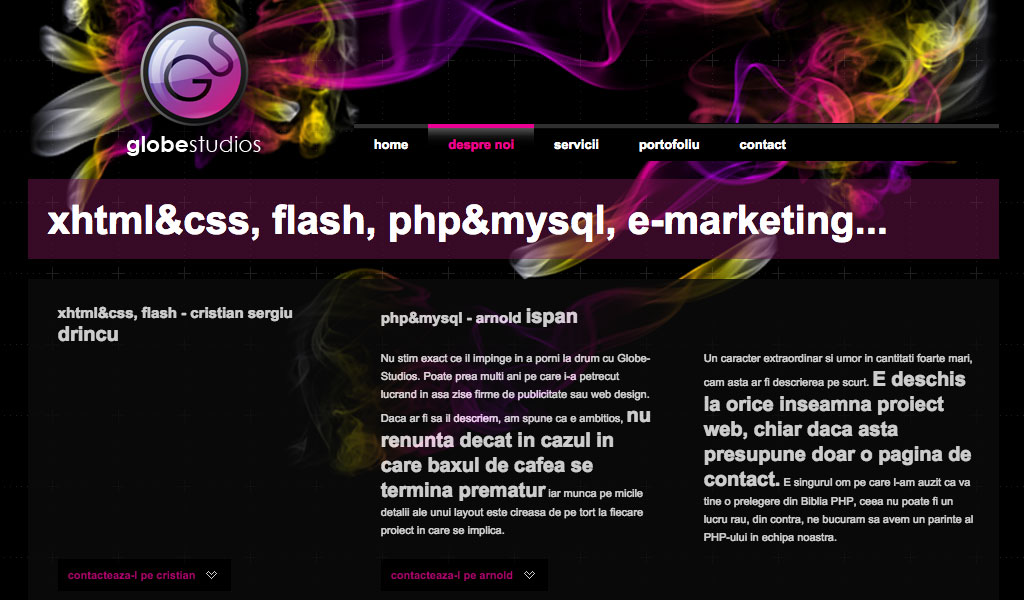 GS
globestudios
home despre noi servicii portofoliu contact
xhtml&css, flash, php&mysql, e-marketing...
xhtml&css, flash - cristian sergiu
drincu
contacteaza-l pe cristian
php&mysql - arnold ispan
Nu stim exact ce il impinge in a porni la drum cu Globe-
Studios. Poate prea multi ani pe care i-a petrecut
lucrand in asa zise firme de publicitate sau web design.
Daca ar fi sa il descriem, am spune ca e ambitios, nu
renunta decat in cazul in
care baxul de cafea se
termina prematur iar munca pe micile
detalii ale unui layout este cireasa de pe tort la fiecare
proiect in care se implica.
contacteaza-l pe arnold
Un caracter extraordinar si umor in cantitati foarte mari,
cam asta ar fi descrierea pe scurt. E deschis
la orice inseamna proiect
web, chiar daca asta
presupune doar o pagina de
contact. E singurul om pe care l-am auzit ca va
tine o prelegere din Biblia PHP, ceea nu poate fi un
lucru rau, din contra, ne bucuram sa avem un parinte al
PHP-ului in echipa noastra.